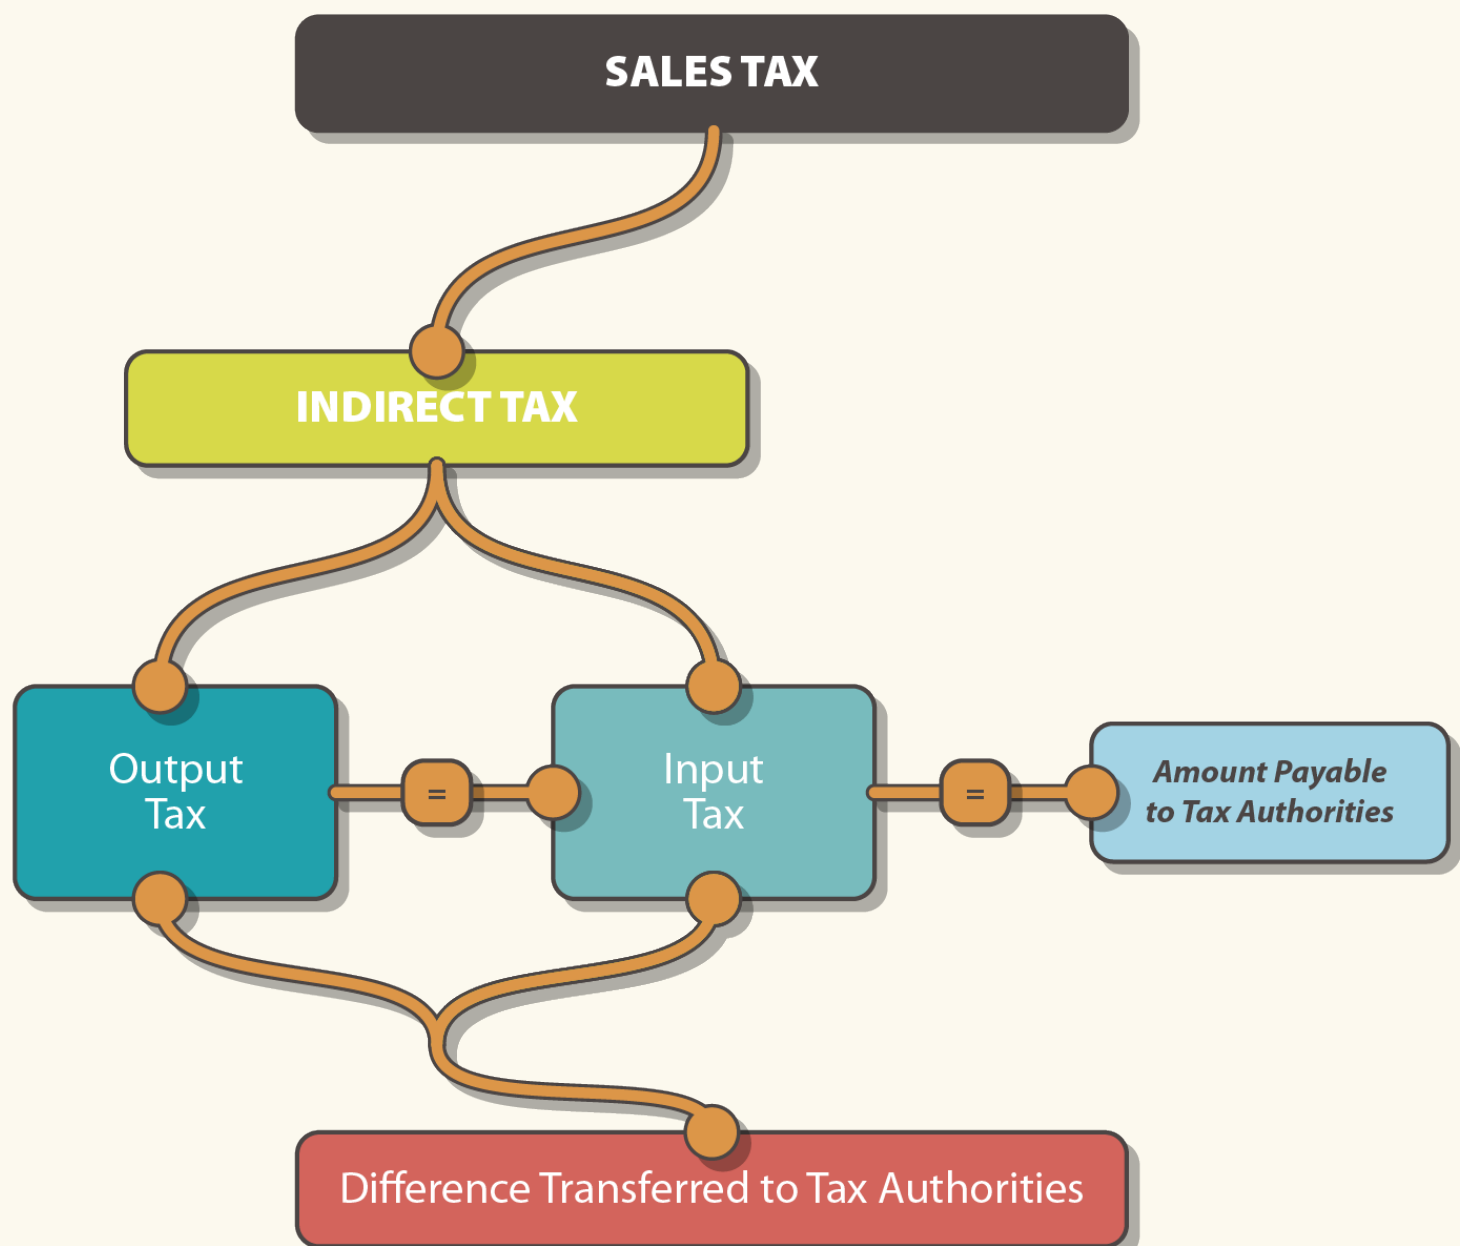 SALES TAX
INDIRECT TAX
Output
Tax
=
Input
Tax
=
Amount Payable
to Tax Authorities
Difference Transferred to Tax Authorities